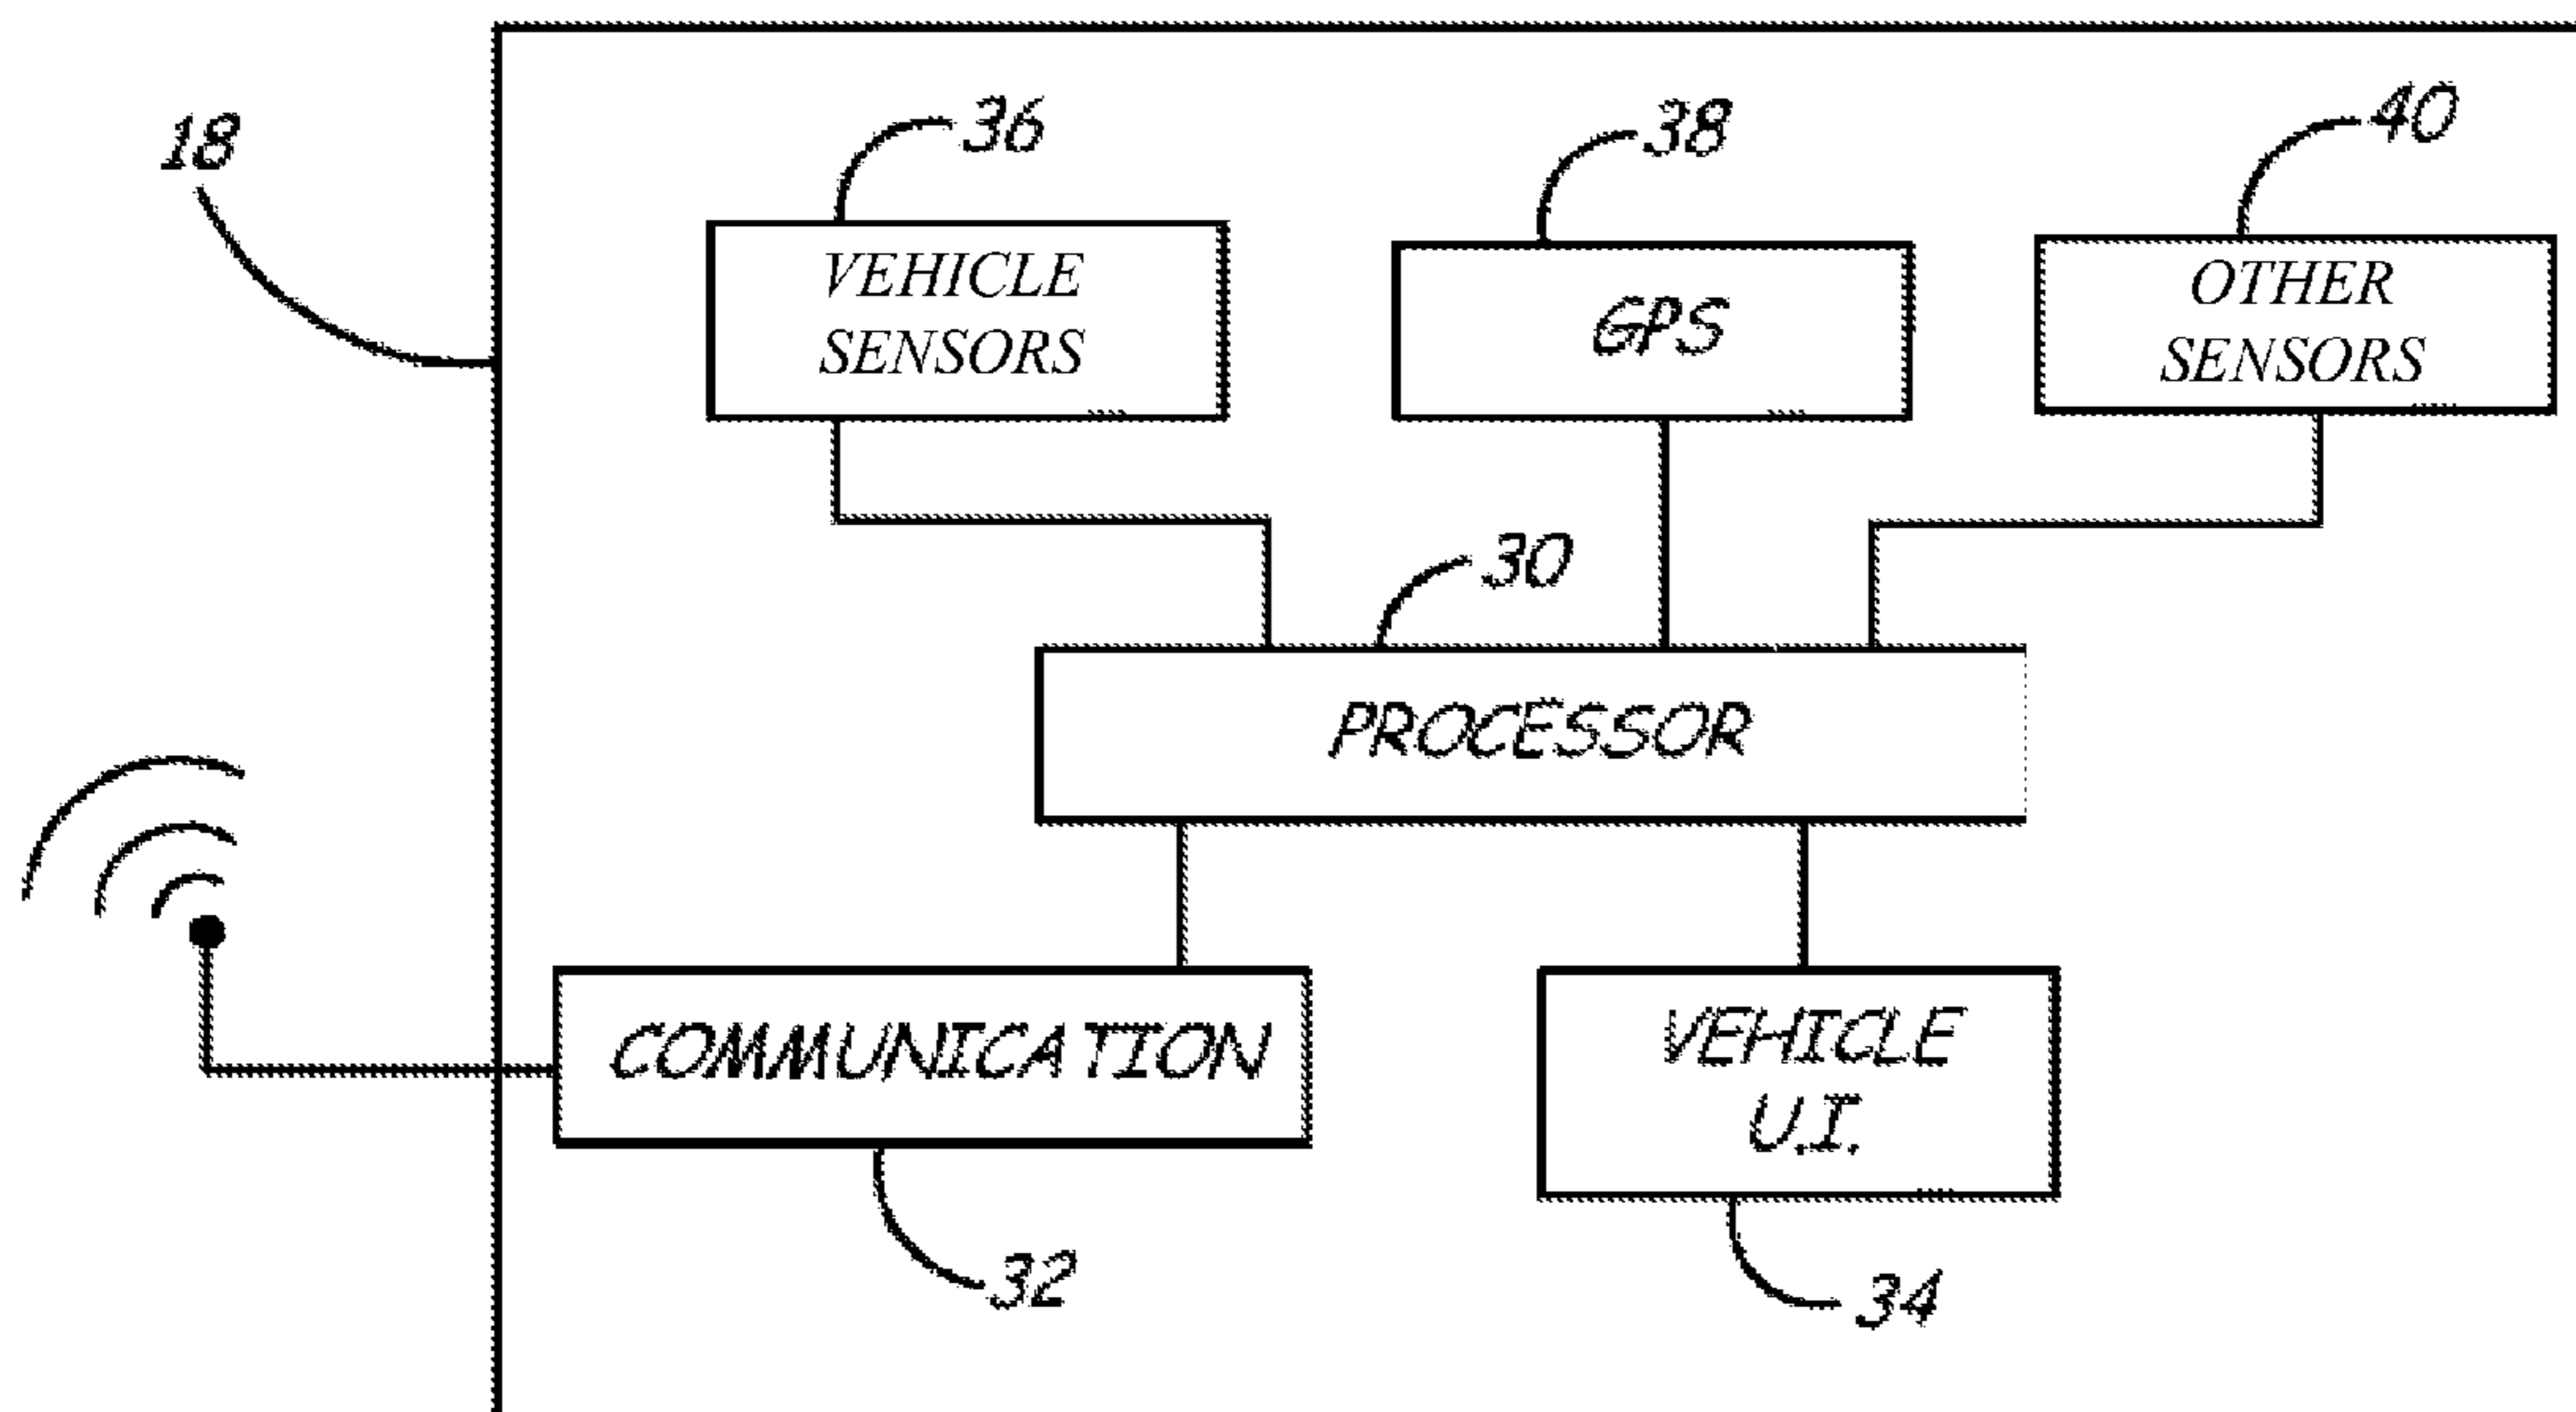 18
36
38
40
VEHICLE
SENSORS
GPS
OTHER
SENSORS
30
PROCESSOR
COMMUNICATION
VEHICLE
U.I.
32
34